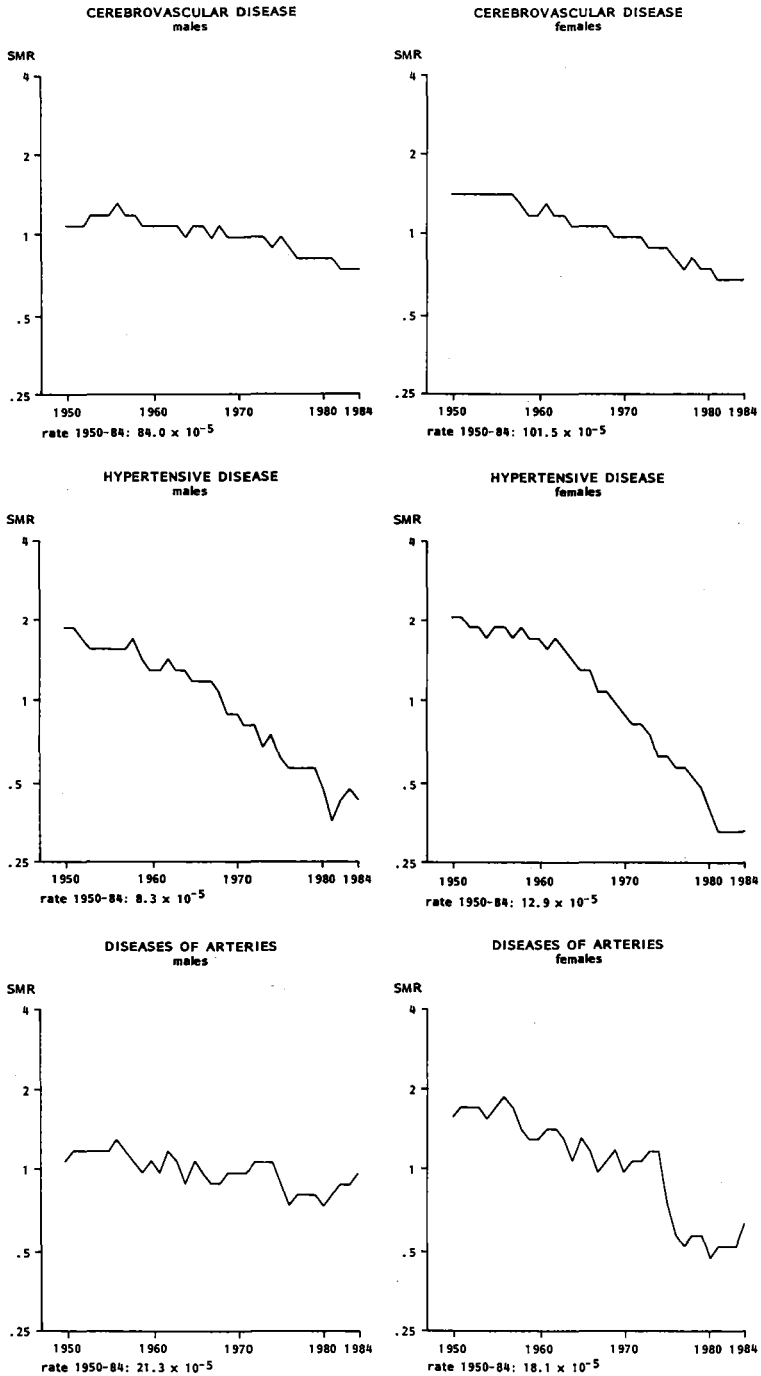 CEREBROVASCULAR DISEASE
males
SMR
4
2
1
.5
.25
1950 1960 1970 1980 1984
rate 1950-84: 84.0 x 10-5
CEREBROVASCULAR DISEASE
females
SMR
4
2
1
.5
.25
1950 1960 1970 1980 1984
rate 1950-84: 101.5 x 10-5
HYPERTENSIVE DISEASE
males
SMR
4
2
1
.5
.25
1950 1960 1970 1980 1984
rate 1950-84: 8.3 x 10-5
HYPERTENSIVE DISEASE
females
SMR
4
2
1
.5
.25
1950 1960 1970 1980 1984
rate 1950-84: 12.9 x 10-5
DISEASES OF ARTERIES
males
SMR
4
2
1
.5
.25
1950 1960 1970 1980 1984
rate 1950-84: 21.3 x 10-5
DISEASES OF ARTERIES
females
SMR
4
2
1
.5
.25
1950 1960 1970 1980 1984
rate 1950-84: 18.1 x 10-5